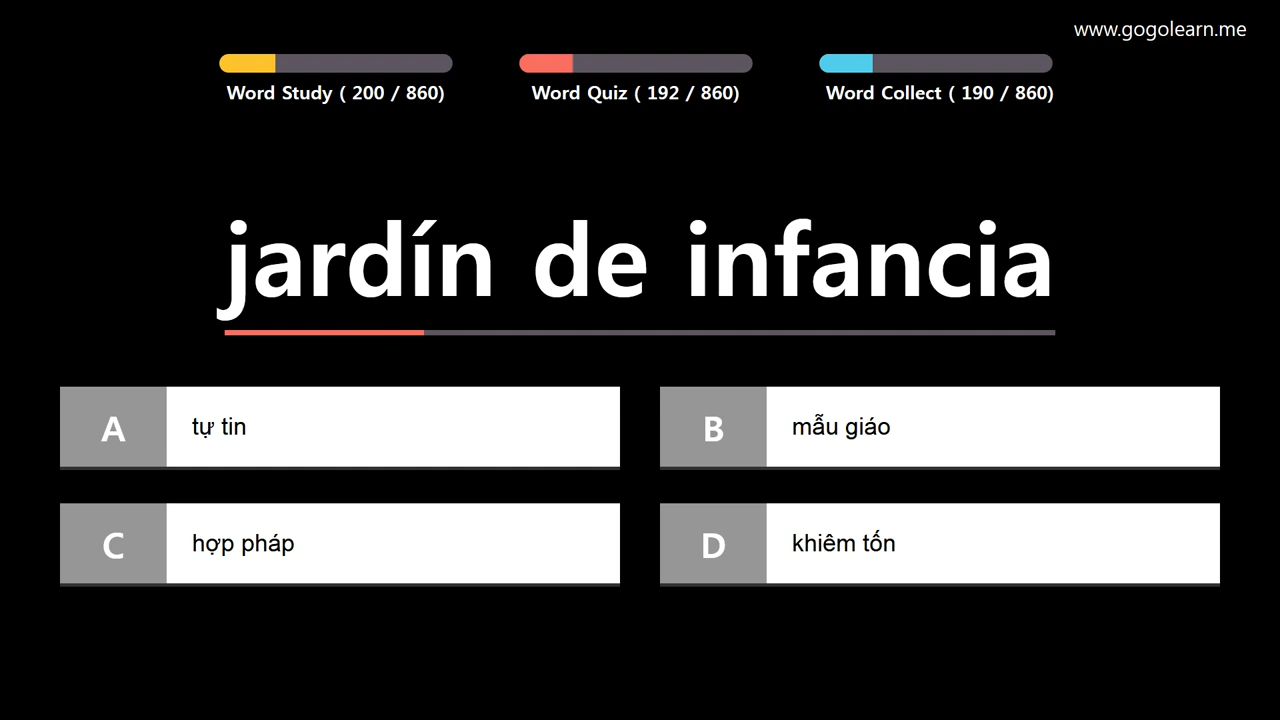 www.gogolearn.me
Word Study ( 200 / 860)
Word Quiz ( 192 / 860)
Word Collect ( 190 / 860)
jardín de infancia
A tự tin
B mẫu giáo
C hợp pháp
D khiêm tốn